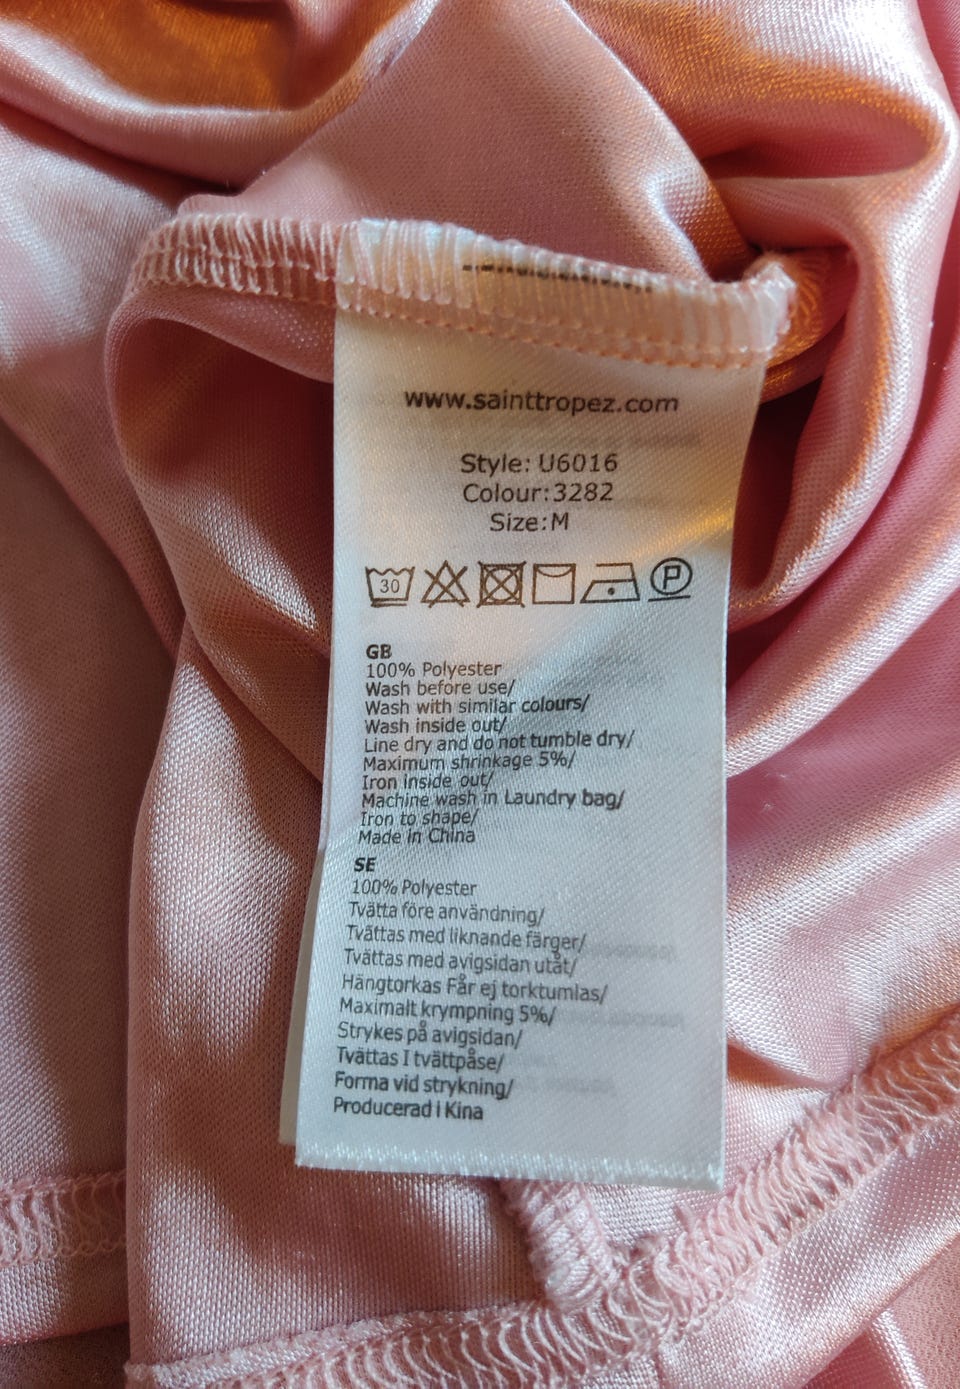 www.sainttropez.com
Style: U6016
Colour:3282
Size:M
30 P
GB
100% Polyester
Wash before use/
Wash with similar colours/
Wash inside out/
Line dry and do not tumble dry/
Maximum shrinkage 5%/
Iron inside out/
Machine wash in Laundry bag/
Iron to shape/
Made in China
SE
100% Polyester
Tvätta före användning/
Tvättas med liknande färger/
Tvättas med avigsidan utåt/
Hängtorkas Får ej torktumlas/
Maximalt krympning 5%/
Strykes på avigsidan/
Tvättas I tvättpåse/
Forma vid strykning/
Producerad i Kina